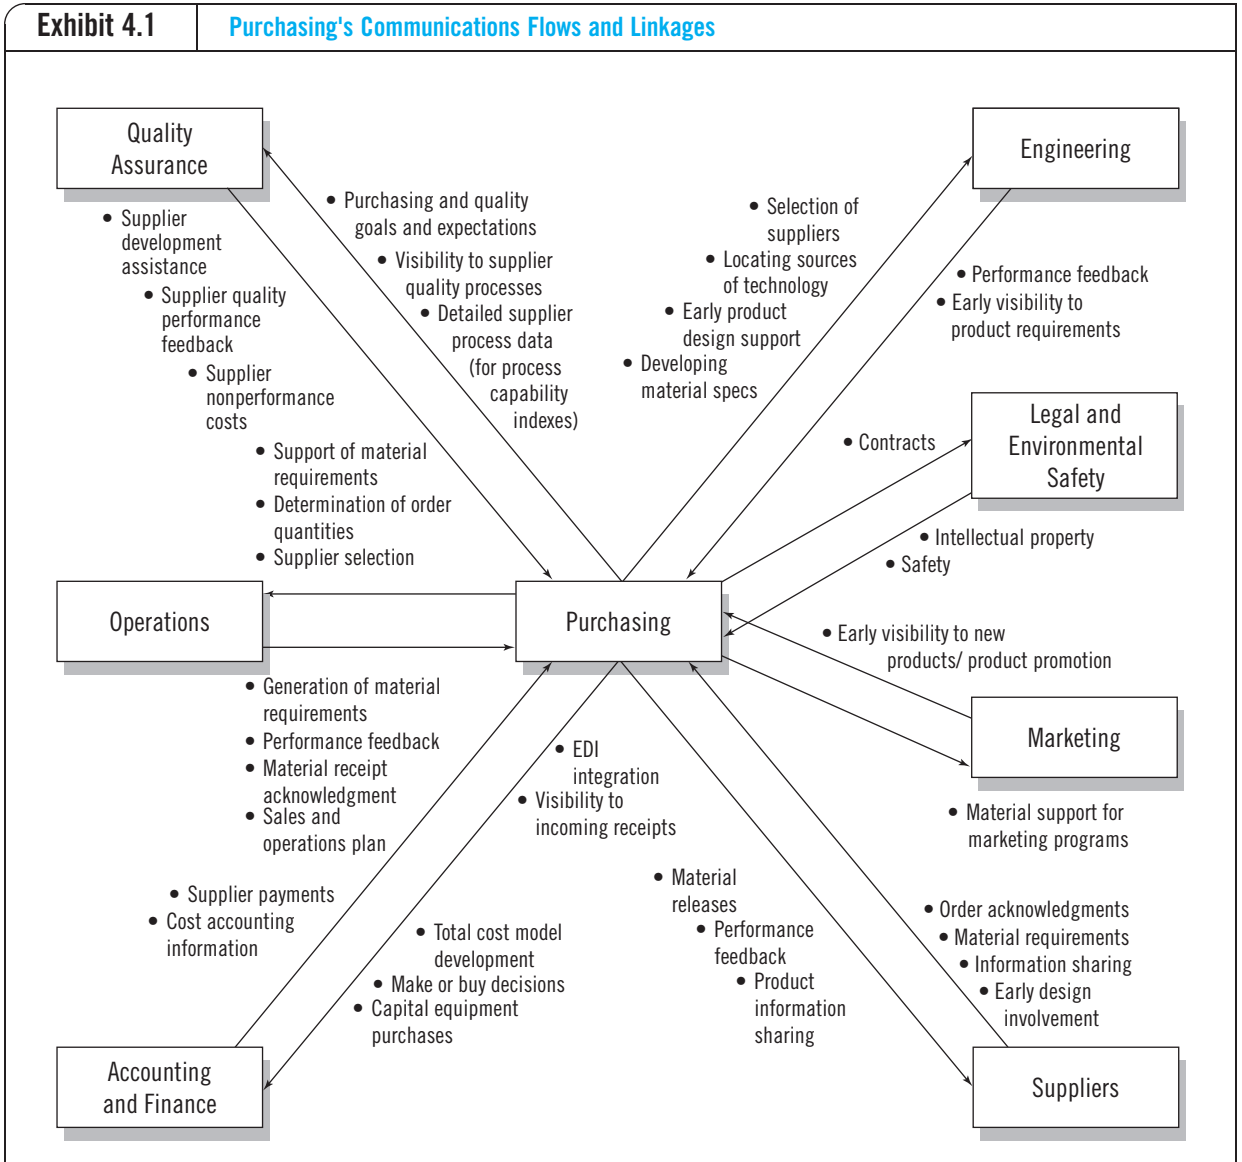 Exhibit 4.1
Purchasing's Communications Flows and Linkages
Quality
Assurance
Engineering
• Purchasing and quality
goals and expectations
• Visibility to supplier
quality processes
• Detailed supplier
process data
(for process
capability
indexes)
• Supplier
development
assistance
• Supplier quality
performance
feedback
• Supplier
nonperformance
costs
• Selection of
suppliers
• Locating sources
of technology
• Early product
design support
• Developing
material specs
• Performance feedback
• Early visibility to
product requirements
Legal and
Environmental
Safety
• Contracts
• Intellectual property
• Safety
• Support of material
requirements
• Determination of order
quantities
• Supplier selection
Operations
Purchasing
• Early visibility to new
products/ product promotion
Marketing
• Material support for
marketing programs
• Generation of material
requirements
• Performance feedback
• Material receipt
acknowledgment
• Sales and
operations plan
• EDI
integration
• Visibility to
incoming receipts
• Supplier payments
• Cost accounting
information
• Total cost model
development
• Make or buy decisions
• Capital equipment
purchases
• Material
releases
• Performance
feedback
• Product
information
sharing
• Order acknowledgments
• Material requirements
• Information sharing
• Early design
involvement
Accounting
and Finance
Suppliers